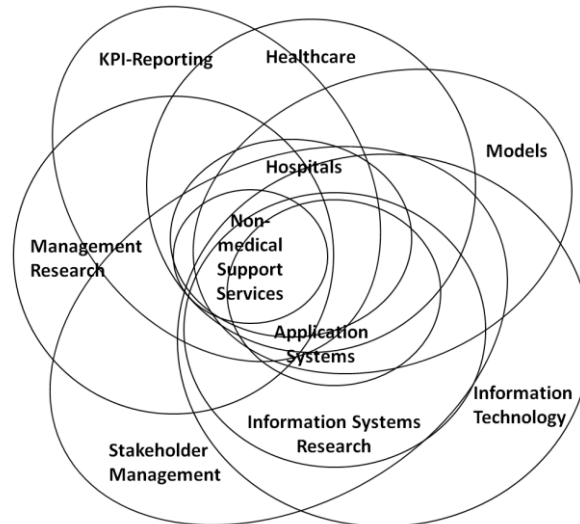 KPI-Reporting
Healthcare
Models
Hospitals
Non-
medical
Support
Services
Management
Research
Application
Systems
Information
Technology
Information Systems
Research
Stakeholder
Management